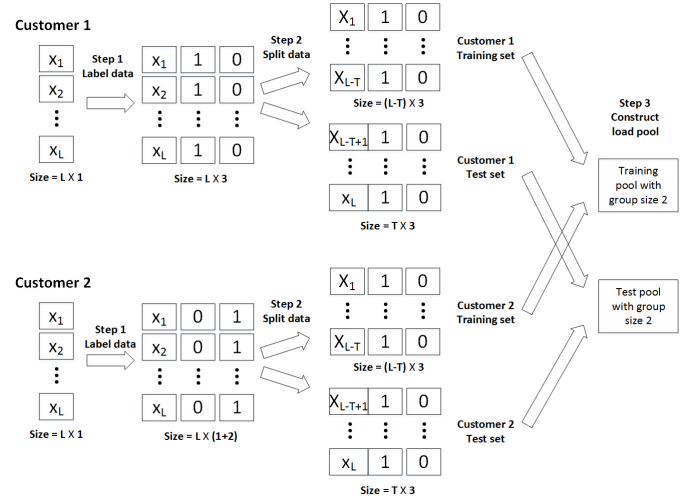 Customer 1
x1
x2
xL
Size = L X 1
Step 1
Label data
x1 1 0
x2 1 0
xL 1 0
Size = L X 3
Step 2
Split data
X1 1 0
XL-T 1 0
Size = (L-T) X 3
XL-T+1 1 0
xL 1 0
Size = T X 3
Customer 1
Training set
Customer 1
Test set
Step 3
Construct
load pool
Training
pool with
group size 2
Test pool
with group
size 2
Customer 2
x1
x2
xL
Size = L X 1
Step 1
Label data
x1 0 1
x2 0 1
xL 0 1
Size = L X (1+2)
Step 2
Split data
X1 1 0
XL-T 1 0
Size = (L-T) X 3
XL-T+1 1 0
xL 1 0
Size = T X 3
Customer 2
Training set
Customer 2
Test set